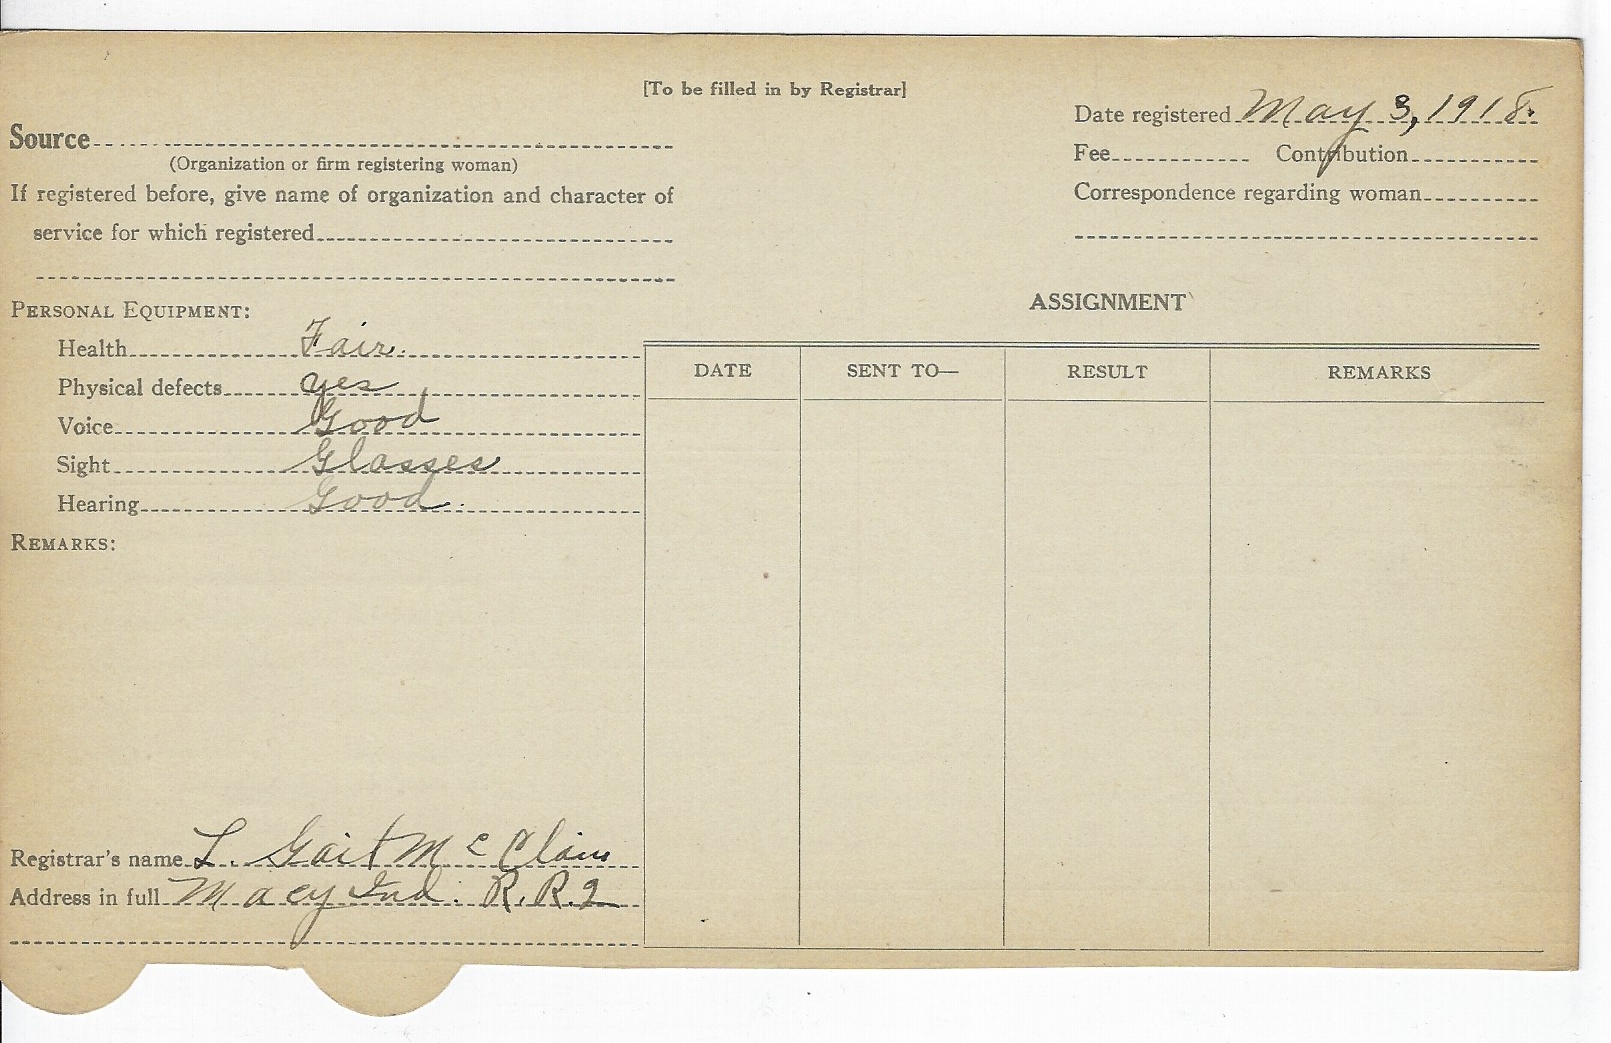 [To be filled in by Registrar]
Date registered May 3, 1918.
Source
(Organization or firm registering woman)
Fee Contribution
If registered before, give name of organization and character of
service for which registered
Correspondence regarding woman
PERSONAL EQUIPMENT:
Health Fair.
Physical defects yes
Voice Good
Sight Glasses
Hearing Good.
REMARKS:
ASSIGNMENT
DATE SENT TO— RESULT REMARKS
Registrar's name L. Gait Mc Clain
Address in full Macy Ind. R.R.2